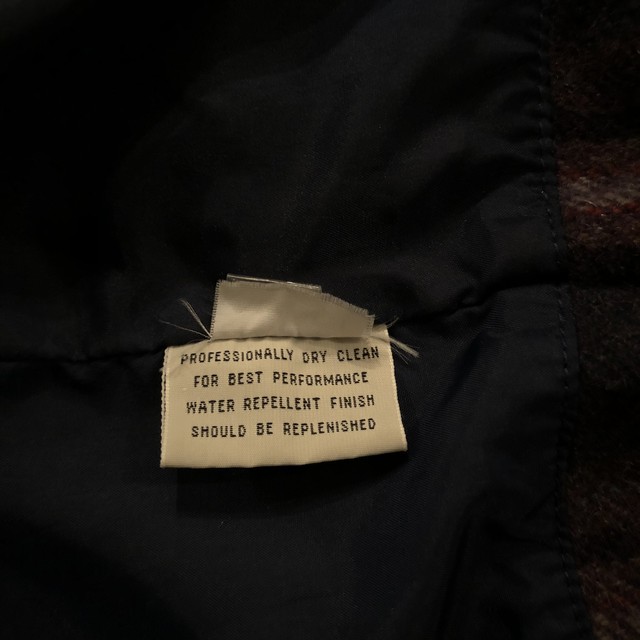 PROFESSIONALLY DRY CLEAN
FOR BEST PERFORMANCE
WATER REPELLENT FINISH
SHOULD BE REPLENISHED